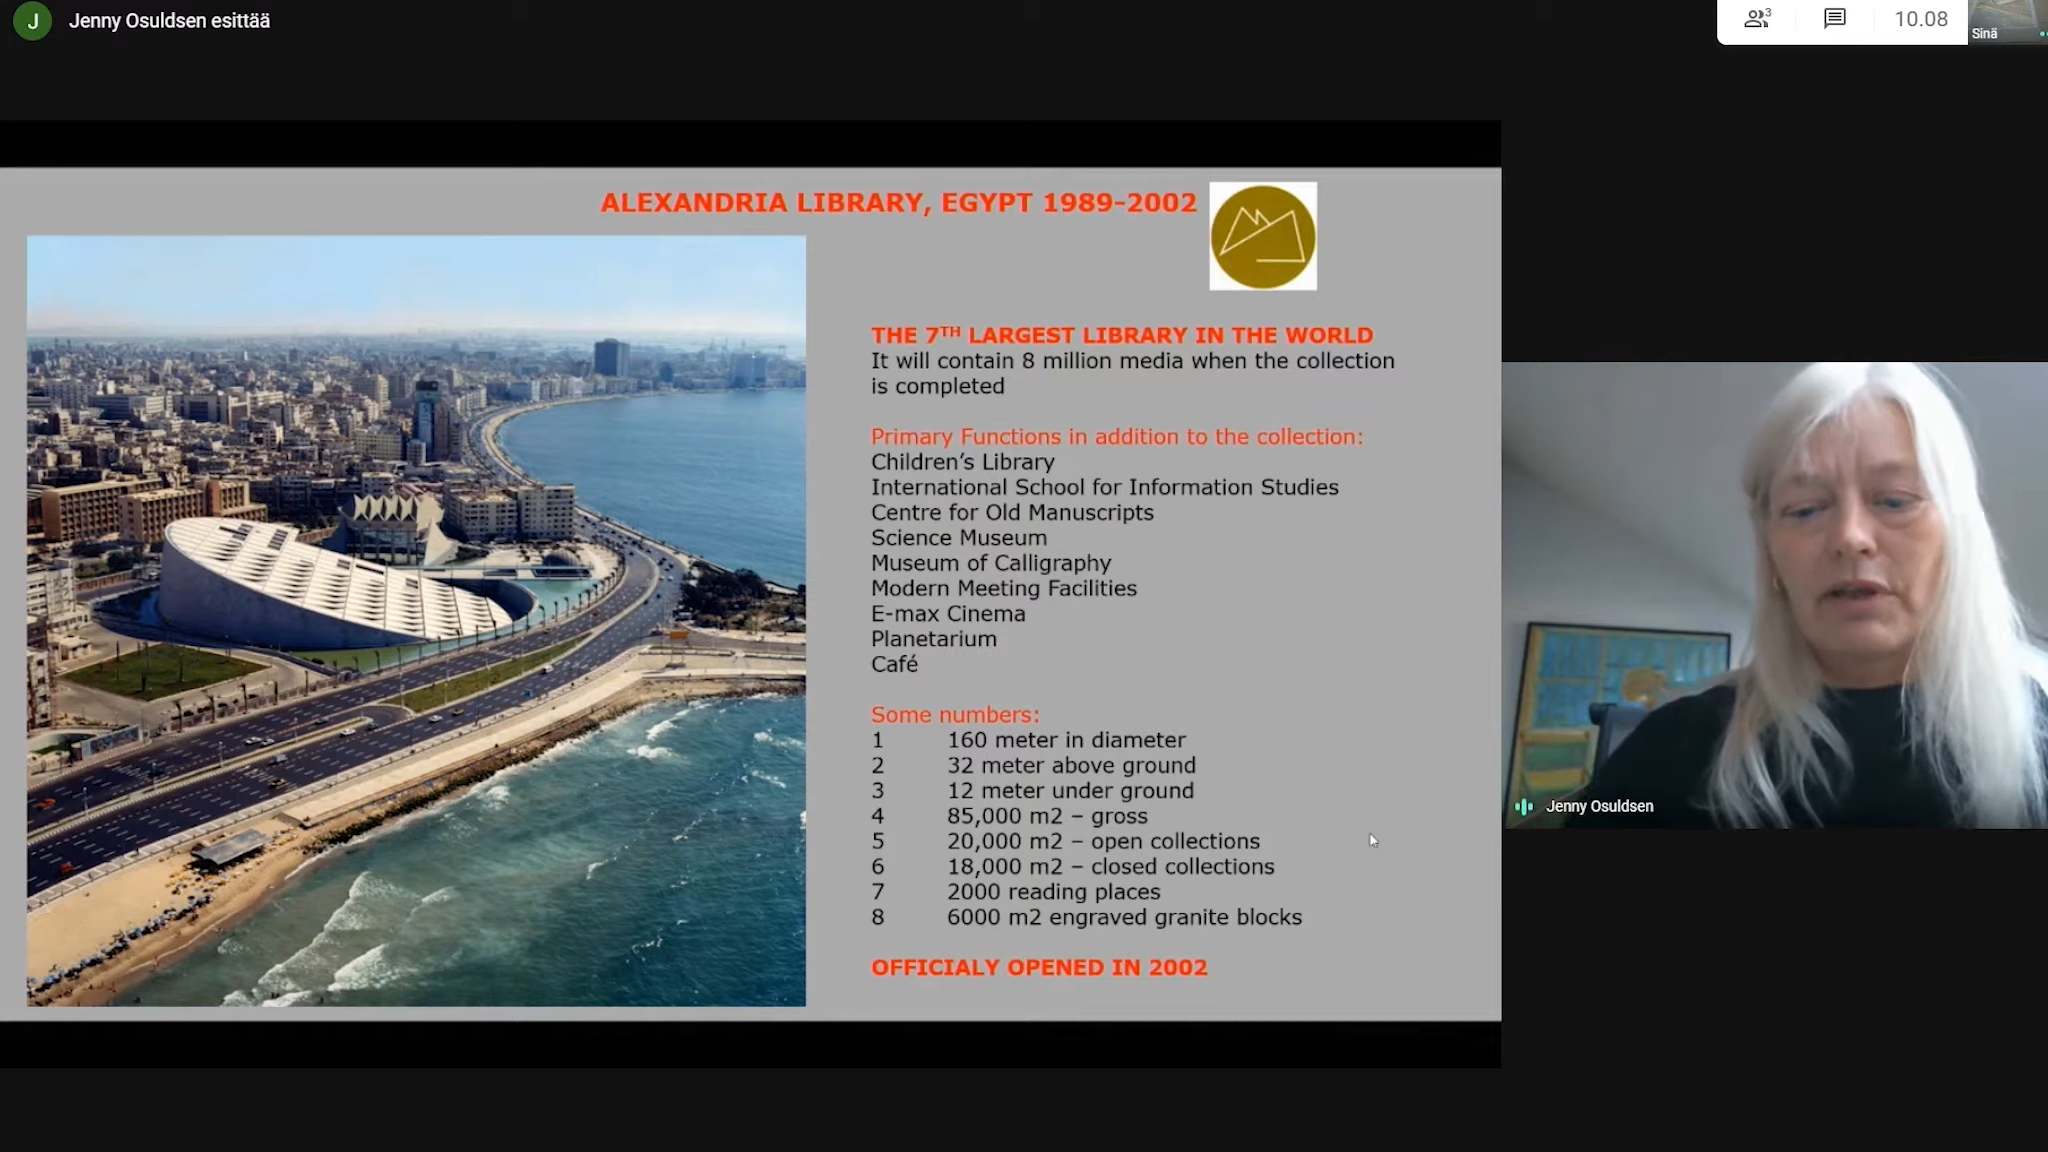 J Jenny Osuldsen esittää
3 10.08
Sinä
ALEXANDRIA LIBRARY, EGYPT 1989-2002
THE 7TH LARGEST LIBRARY IN THE WORLD
It will contain 8 million media when the collection
is completed
Primary Functions in addition to the collection:
Children’s Library
International School for Information Studies
Centre for Old Manuscripts
Science Museum
Museum of Calligraphy
Modern Meeting Facilities
E-max Cinema
Planetarium
Café
Some numbers:
1 160 meter in diameter
2 32 meter above ground
3 12 meter under ground
4 85,000 m2 – gross
5 20,000 m2 – open collections
6 18,000 m2 – closed collections
7 2000 reading places
8 6000 m2 engraved granite blocks
OFFICIALY OPENED IN 2002
Jenny Osuldsen